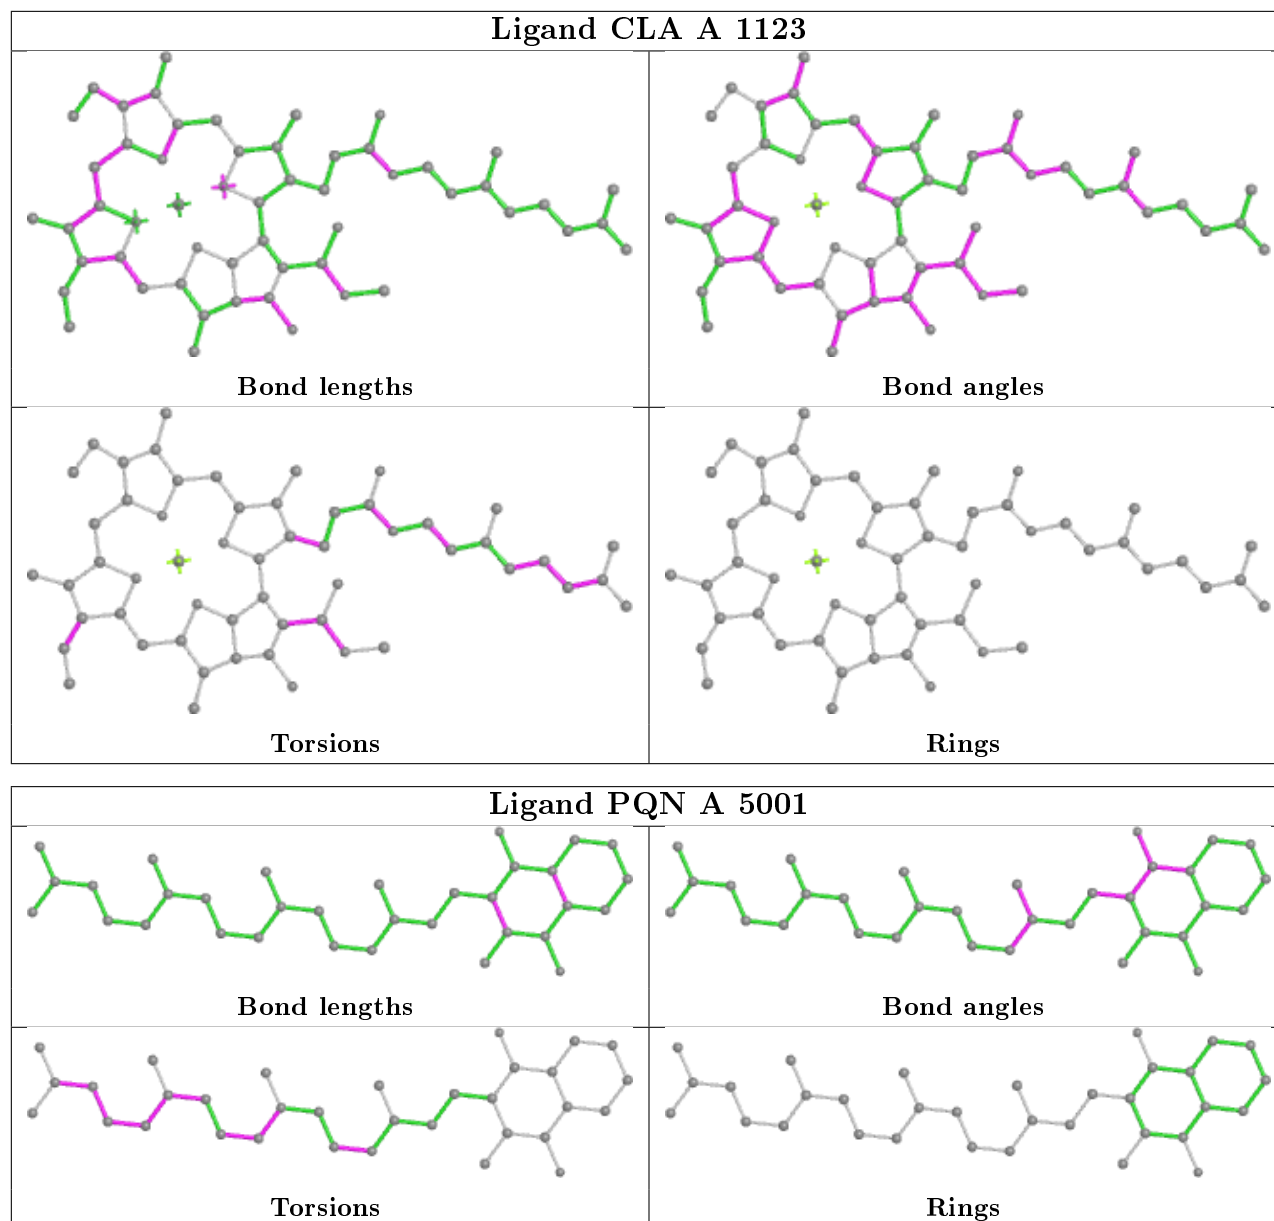 Ligand CLA A 1123
Bond lengths
Bond angles
Torsions
Rings
Ligand PQN A 5001
Bond lengths
Bond angles
Torsions
Rings